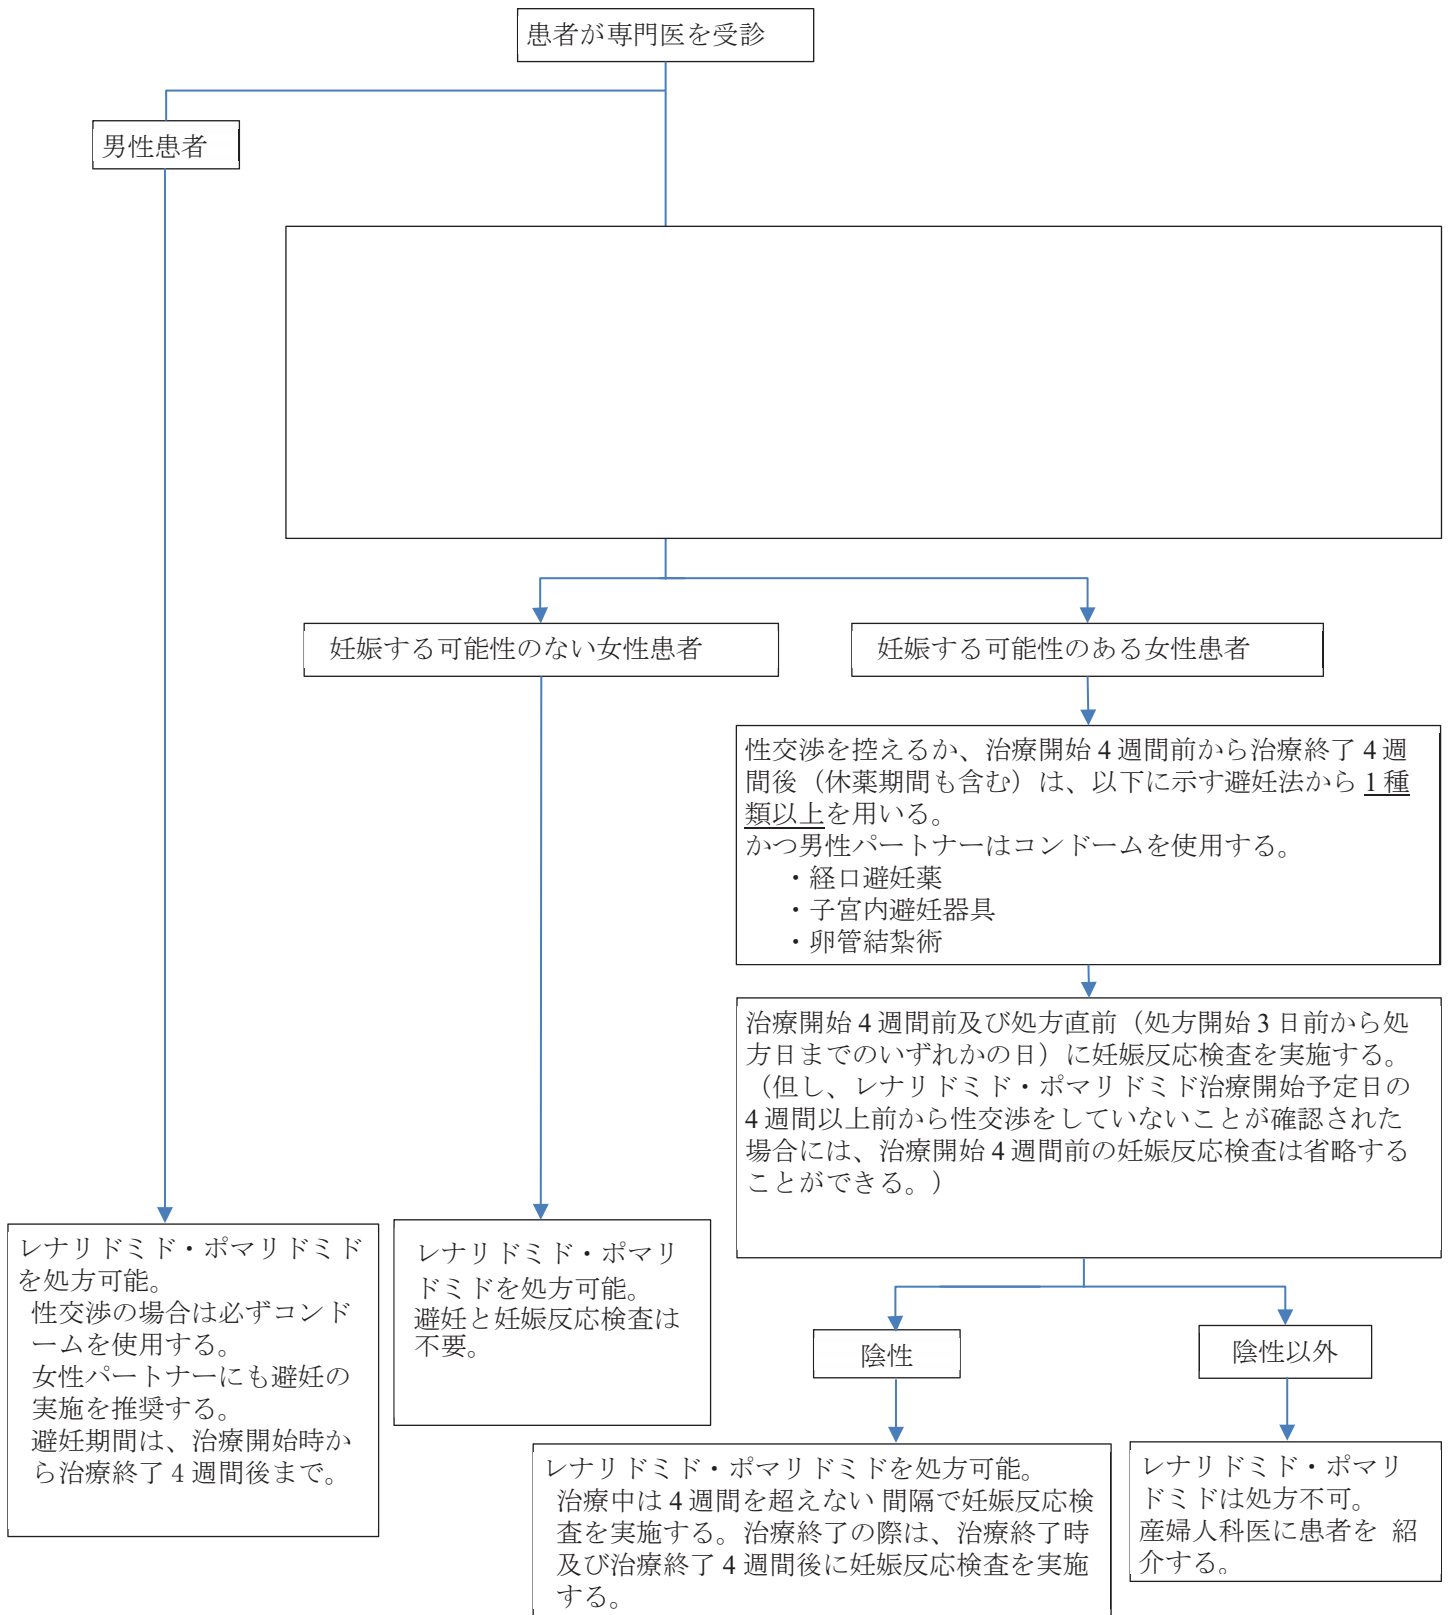 患者が専門医を受診
男性患者
妊娠する可能性のない女性患者
妊娠する可能性のある女性患者
性交渉を控えるか、治療開始 4 週間前から治療終了 4 週
間後（休薬期間も含む）は、以下に示す避妊法から 1 種
類以上を用いる。
かつ男性パートナーはコンドームを使用する。
・経口避妊薬
・子宮内避妊器具
・卵管結紮術
治療開始 4 週間前及び処方直前（処方開始 3 日前から処
方日までのいずれかの日）に妊娠反応検査を実施する。
（但し、レナリドミド・ポマリドミド治療開始予定日の
4 週間以上前から性交渉をしていないことが確認された
場合には、治療開始 4 週間前の妊娠反応検査は省略する
ことができる。）
レナリドミド・ポマリドミド
を処方可能。
性交渉の場合は必ずコンド
ームを使用する。
女性パートナーにも避妊の
実施を推奨する。
避妊期間は、治療開始時か
ら治療終了 4 週間後まで。
レナリドミド・ポマリ
ドミドを処方可能。
避妊と妊娠反応検査は
不要。
陰性
陰性以外
レナリドミド・ポマリドミドを処方可能。
治療中は 4 週間を超えない 間隔で妊娠反応検
査を実施する。治療終了の際は、治療終了時
及び治療終了 4 週間後に妊娠反応検査を実施
する。
レナリドミド・ポマリ
ドミドは処方不可。
産婦人科医に患者を 紹
介する。